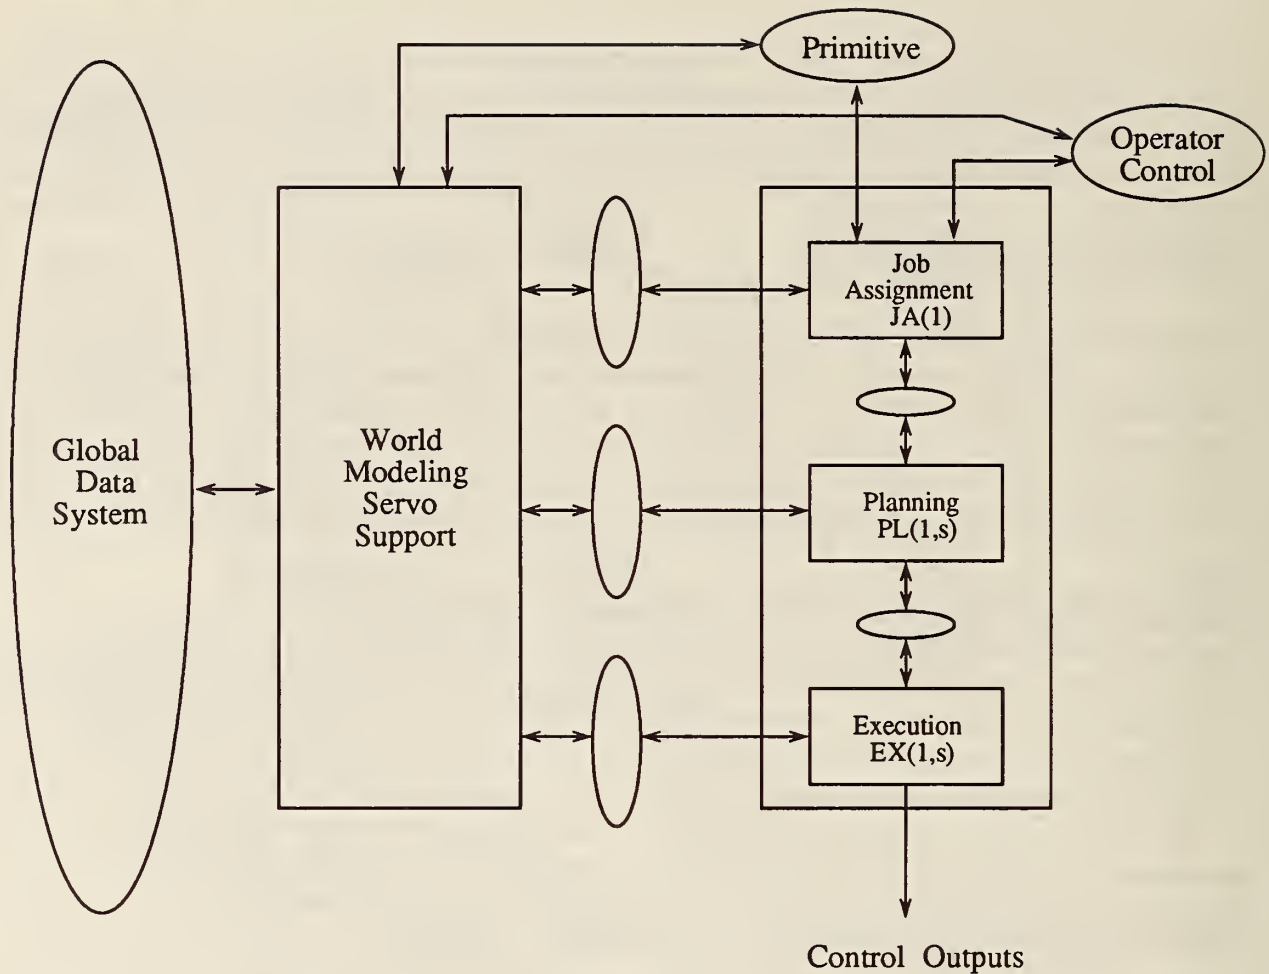 Primitive
Operator
Control
Job
Assignment
JA(1)
Global
Data
System
World
Modeling
Servo
Support
Planning
PL(1,s)
Execution
EX(1,s)
Control Outputs